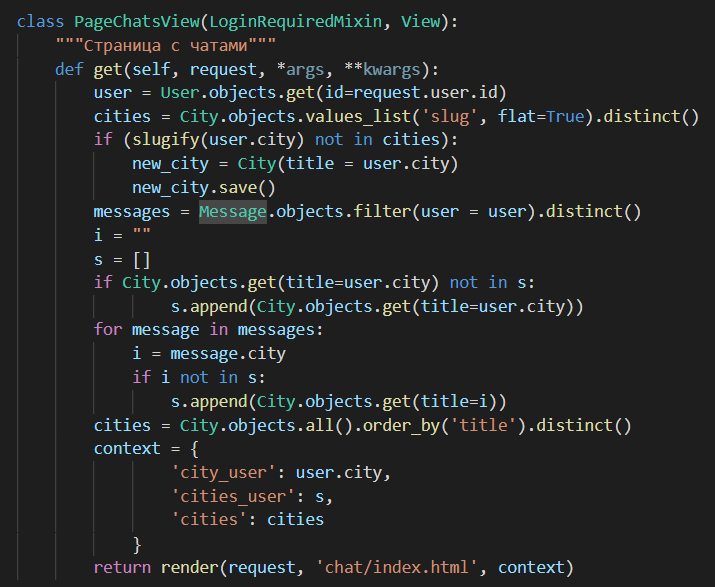 class PageChatsView(LoginRequiredMixin, View):
    """Страница с чатами"""
    def get(self, request, *args, **kwargs):
        user = User.objects.get(id=request.user.id)
        cities = City.objects.values_list('slug', flat=True).distinct()
        if (slugify(user.city) not in cities):
            new_city = City(title = user.city)
            new_city.save()
        messages = Message.objects.filter(user = user).distinct()
        i = ""
        s = []
        if City.objects.get(title=user.city) not in s:
                s.append(City.objects.get(title=user.city))
        for message in messages:
            i = message.city
            if i not in s:
                s.append(City.objects.get(title=i))
        cities = City.objects.all().order_by('title').distinct()
        context = {
                'city_user': user.city,
                'cities_user': s,
                'cities': cities
            }
        return render(request, 'chat/index.html', context)